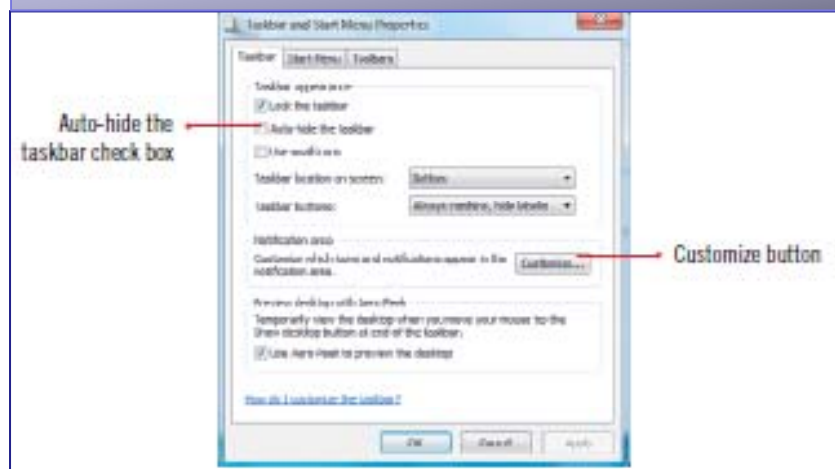 Taskbar and Start Menu Properties
Taskbar
Start Menu
Toolbars
Taskbar appearance
Lock the taskbar
Auto-hide the taskbar
Use small icons
Taskbar location on screen:
Bottom
Taskbar buttons:
Always combine, hide labels
Notification area
Customize which icons and notifications appear in the
notification area.
Customize...
Preview desktop with Aero Peek
Temporarily view the desktop when you move your mouse to the
Show desktop button at end of the taskbar.
Use Aero Peek to preview the desktop
How do I customize the taskbar?
OK
Cancel
Apply
Auto-hide the
taskbar check box
Customize button